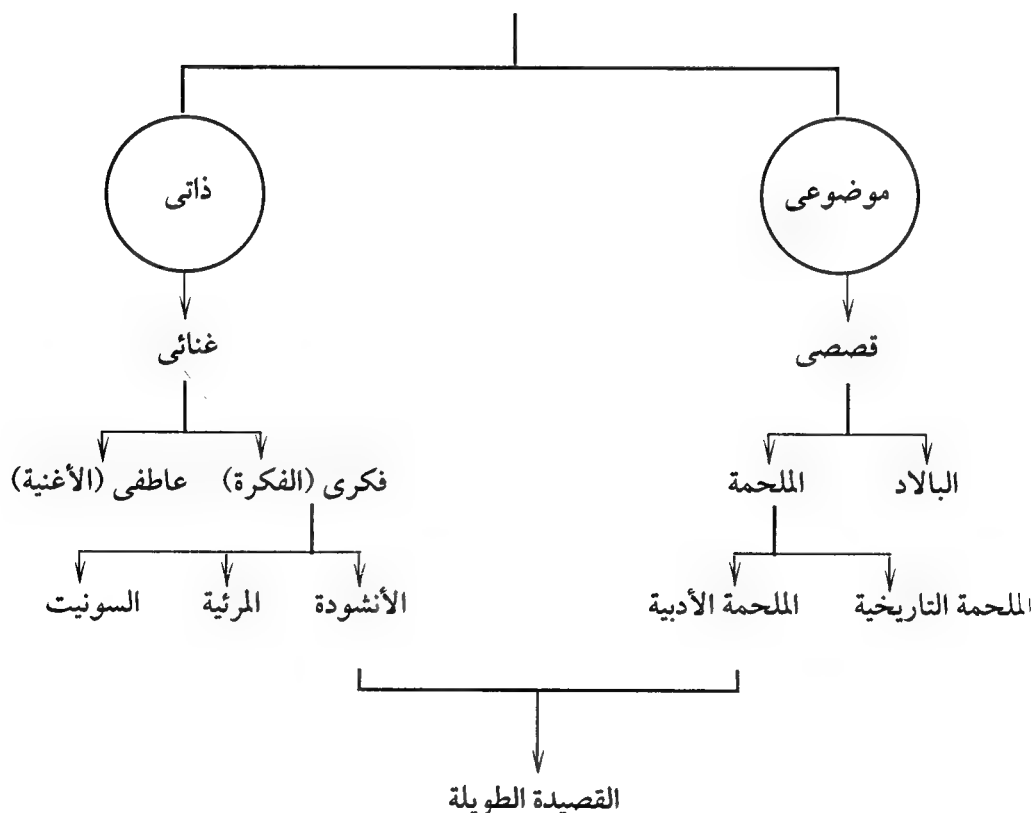 موضوعى
ذاتى
قصصى
غنائى
البالاد
الملحمة
فكرى (الفكرة)
عاطفى (الأغنية)
الملحمة التاريخية
الملحمة الأدبية
الأنشودة
المرثية
السونيت
القصيدة الطويلة